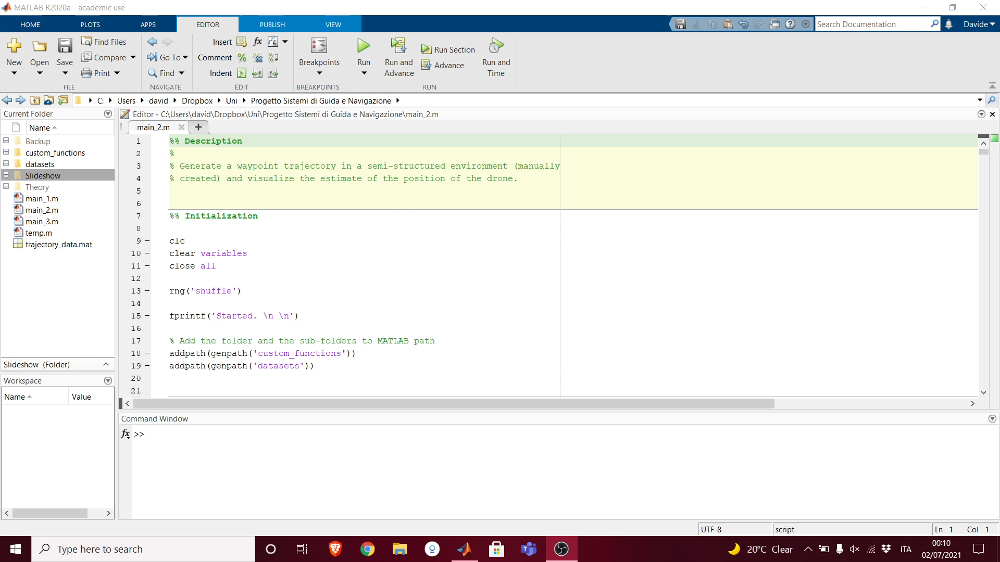 MATLAB R2020a - academic use
HOME PLOTS APPS EDITOR PUBLISH VIEW
Search Documentation
Davide
New
Open
Save
Find Files
Compare
Print
FILE
Go To
Find
NAVIGATE
Insert
Comment
Indent
EDIT
Breakpoints
BREAKPOINTS
Run
Run and
Advance
Run Section
Advance
Run and
Time
RUN
C: Users david Dropbox Uni Progetto Sistemi di Guida e Navigazione
Current Folder
Name
Backup
custom_functions
datasets
Slideshow
Theory
main_1.m
main_2.m
main_3.m
temp.m
trajectory_data.mat
Slideshow (Folder)
Workspace
Name Value
Editor - C:\Users\david\Dropbox\Uni\Progetto Sistemi di Guida e Navigazione\main_2.m
main_2.m
1 %% Description
2 %
3 % Generate a waypoint trajectory in a semi-structured environment (manually
4 % created) and visualize the estimate of the position of the drone.
5
6
7 %% Initialization
8
9 – clc
10 – clear variables
11 – close all
12
13 – rng('shuffle')
14
15 – fprintf('Started. \n \n')
16
17 % Add the folder and the sub-folders to MATLAB path
18 – addpath(genpath('custom_functions'))
19 – addpath(genpath('datasets'))
20
21
Command Window
fx >>
UTF-8 script Ln 1 Col 1
Type here to search
20°C Clear
ITA
00:10
02/07/2021